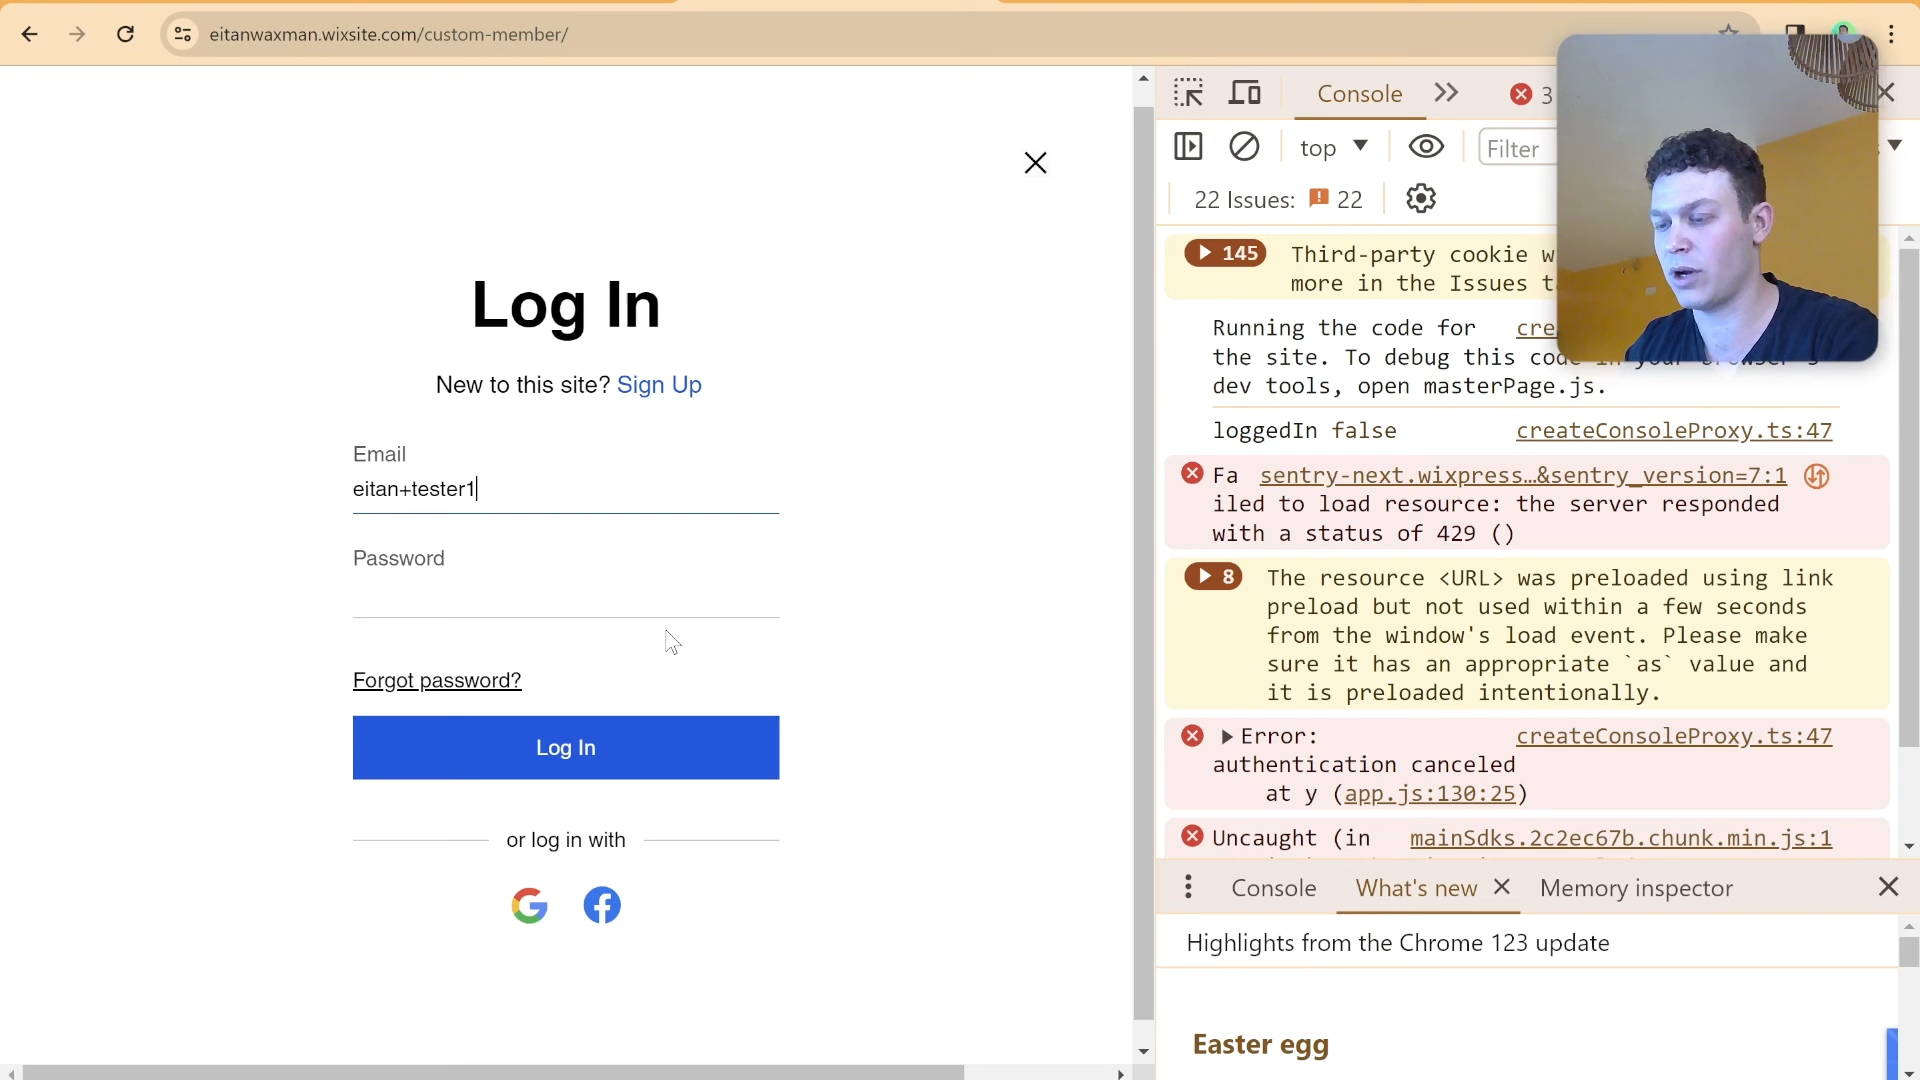 eitanwaxman.wixsite.com/custom-member/
Log In
New to this site? Sign Up
Email
eitan+tester1
Password
Forgot password?
Log In
or log in with
Console
3
top
Filter
22 Issues: 22
145 Third-party cookie w
more in the Issues t
Running the code for cre
the site. To debug this code in your browser's
dev tools, open masterPage.js.
loggedIn false createConsoleProxy.ts:47
Fa sentry-next.wixpress…&sentry_version=7:1
iled to load resource: the server responded
with a status of 429 ()
8 The resource <URL> was preloaded using link
preload but not used within a few seconds
from the window's load event. Please make
sure it has an appropriate `as` value and
it is preloaded intentionally.
Error: createConsoleProxy.ts:47
authentication canceled
at y (app.js:130:25)
Uncaught (in mainSdks.2c2ec67b.chunk.min.js:1
Console What's new Memory inspector
Highlights from the Chrome 123 update
Easter egg